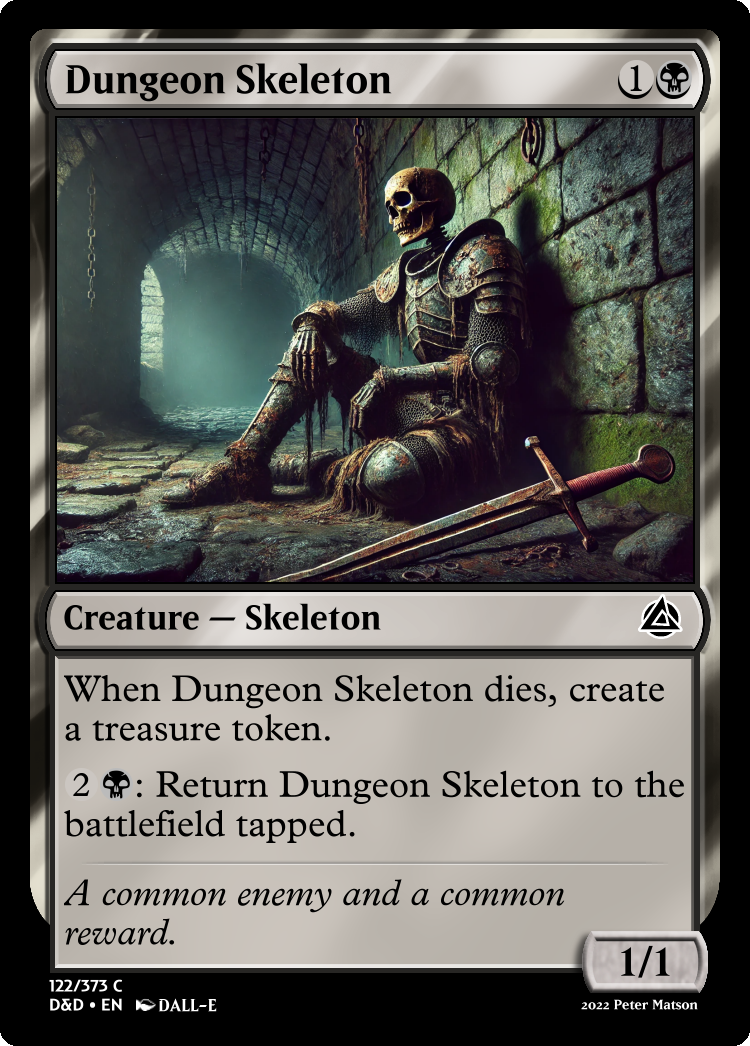 Dungeon Skeleton 1
Creature — Skeleton
When Dungeon Skeleton dies, create
a treasure token.
2 : Return Dungeon Skeleton to the
battlefield tapped.
A common enemy and a common
reward.
1/1
122/373 C
D&D • EN DALL-E
2022 Peter Matson